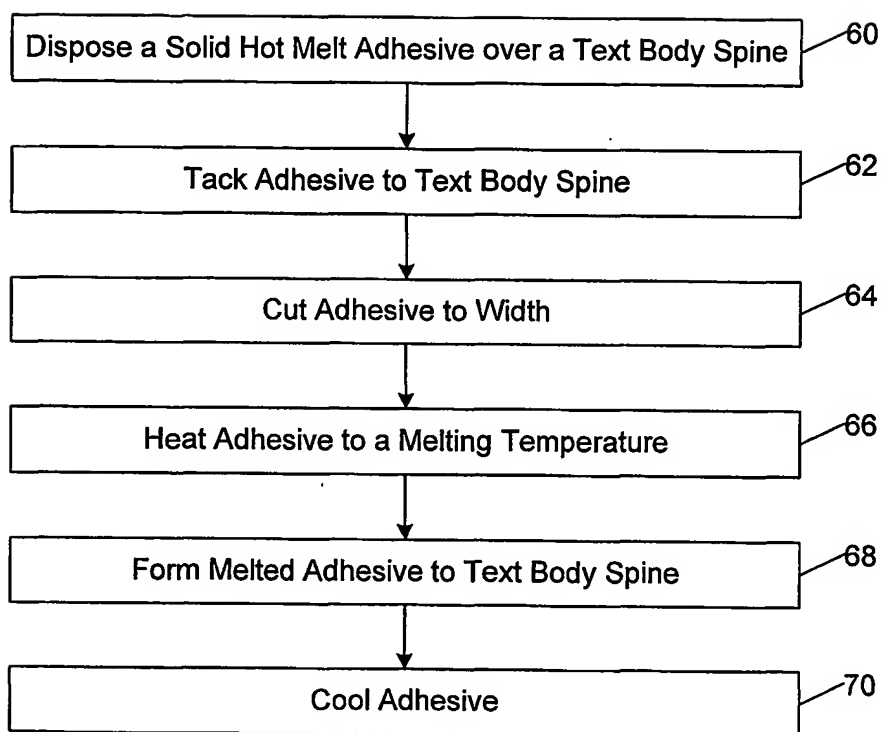 Dispose a Solid Hot Melt Adhesive over a Text Body Spine
60
Tack Adhesive to Text Body Spine
62
Cut Adhesive to Width
64
Heat Adhesive to a Melting Temperature
66
Form Melted Adhesive to Text Body Spine
68
Cool Adhesive
70